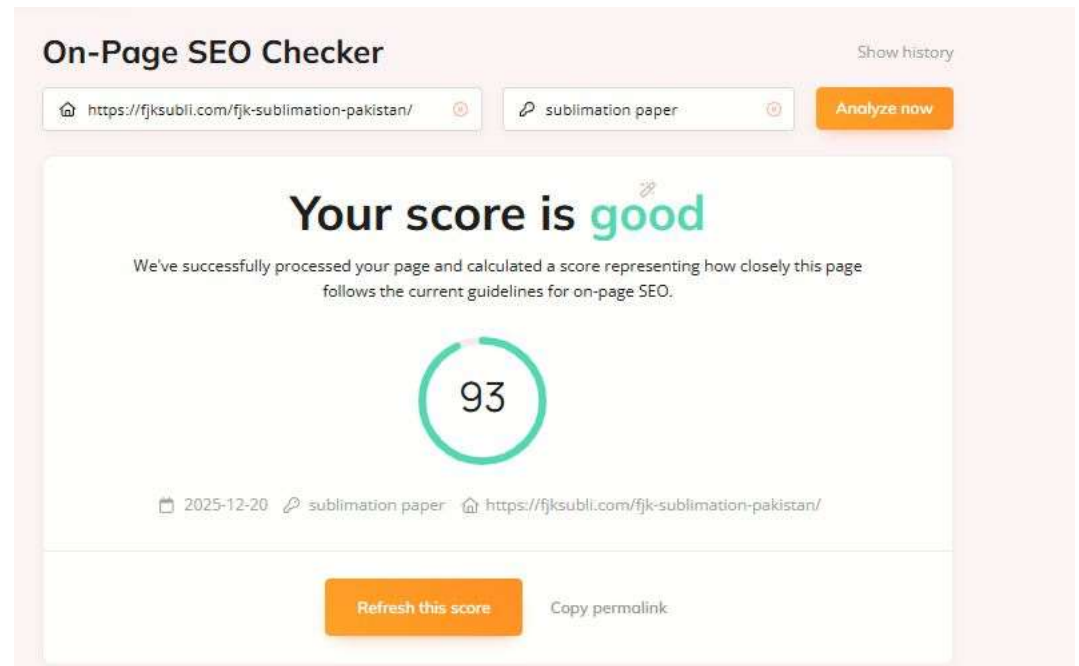 On-Page SEO Checker
Show history
https://fjksubli.com/fjk-sublimation-pakistan/
sublimation paper
Analyze now
Your score is good
We've successfully processed your page and calculated a score representing how closely this page
follows the current guidelines for on-page SEO.
93
2025-12-20 sublimation paper https://fjksubli.com/fjk-sublimation-pakistan/
Refresh this score
Copy permalink